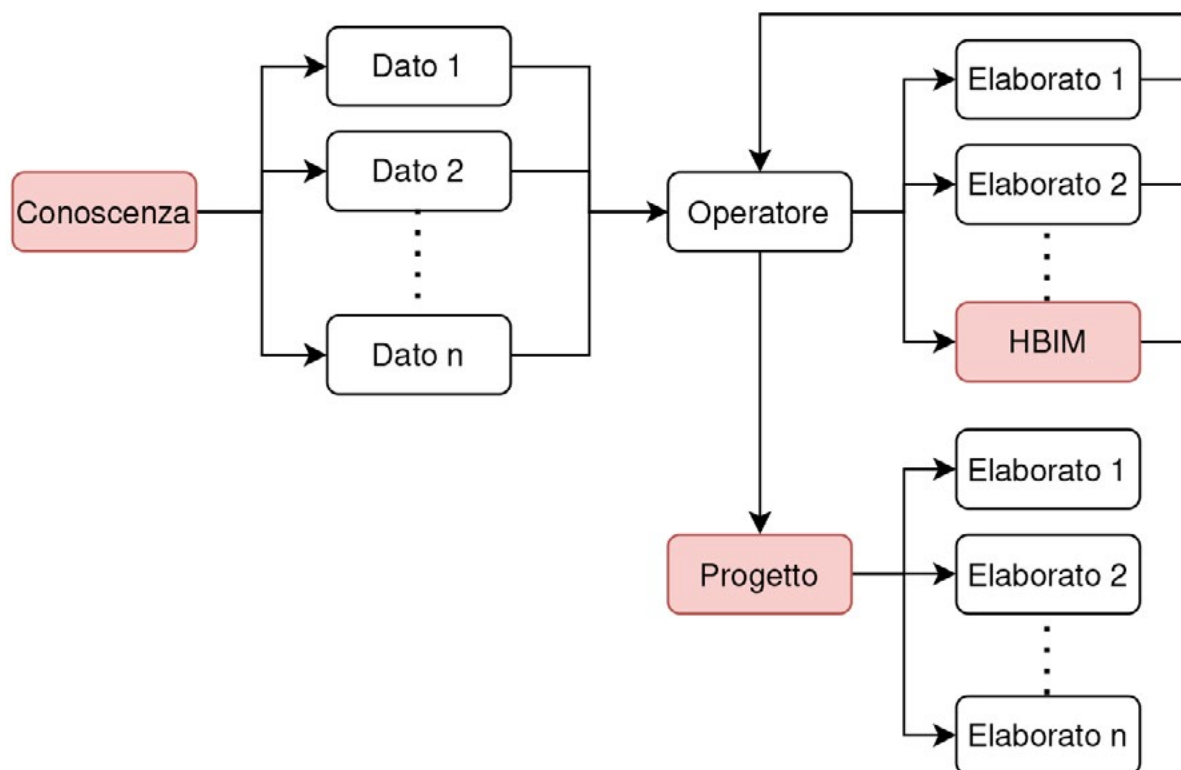 Conoscenza
Dato 1
Dato 2
Dato n
Operatore
Elaborato 1
Elaborato 2
HBIM
Progetto
Elaborato 1
Elaborato 2
Elaborato n